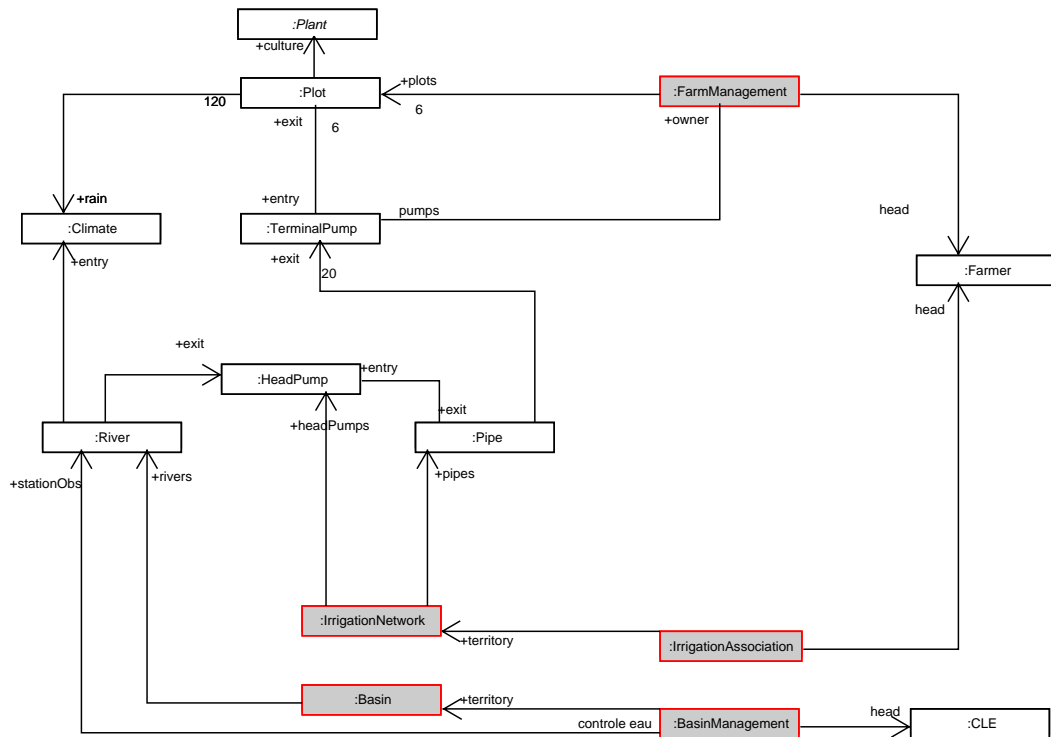 :Plant
+culture
+plots
:Plot
:FarmManagement
120
6
+exit
6
+owner
+rain
+entry
pumps
head
:Climate
:TerminalPump
+entry
+exit
20
:Farmer
head
+exit
+entry
:HeadPump
+exit
+headPumps
:River
:Pipe
+stationObs
+rivers
+pipes
:IrrigationNetwork
+territory
:IrrigationAssociation
:Basin
+territory
head
controle eau
:BasinManagement
:CLE